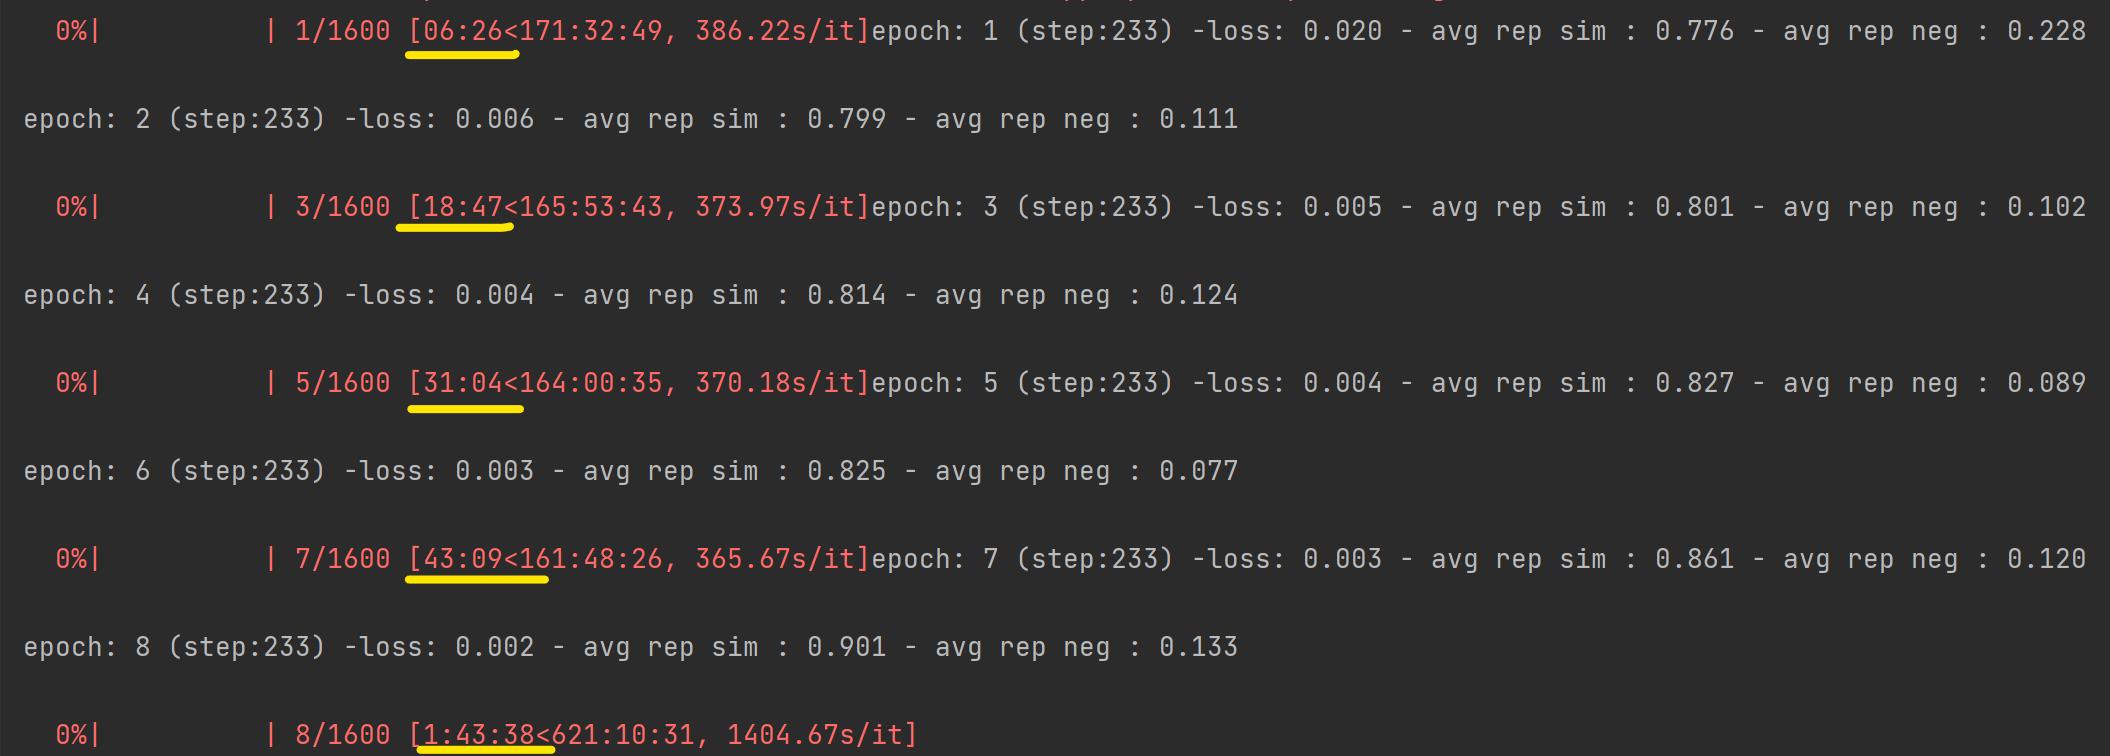 0%|          | 1/1600 [06:26<171:32:49, 386.22s/it]epoch: 1 (step:233) -loss: 0.020 - avg rep sim : 0.776 - avg rep neg : 0.228
epoch: 2 (step:233) -loss: 0.006 - avg rep sim : 0.799 - avg rep neg : 0.111
0%|          | 3/1600 [18:47<165:53:43, 373.97s/it]epoch: 3 (step:233) -loss: 0.005 - avg rep sim : 0.801 - avg rep neg : 0.102
epoch: 4 (step:233) -loss: 0.004 - avg rep sim : 0.814 - avg rep neg : 0.124
0%|          | 5/1600 [31:04<164:00:35, 370.18s/it]epoch: 5 (step:233) -loss: 0.004 - avg rep sim : 0.827 - avg rep neg : 0.089
epoch: 6 (step:233) -loss: 0.003 - avg rep sim : 0.825 - avg rep neg : 0.077
0%|          | 7/1600 [43:09<161:48:26, 365.67s/it]epoch: 7 (step:233) -loss: 0.003 - avg rep sim : 0.861 - avg rep neg : 0.120
epoch: 8 (step:233) -loss: 0.002 - avg rep sim : 0.901 - avg rep neg : 0.133
0%|          | 8/1600 [1:43:38<621:10:31, 1404.67s/it]